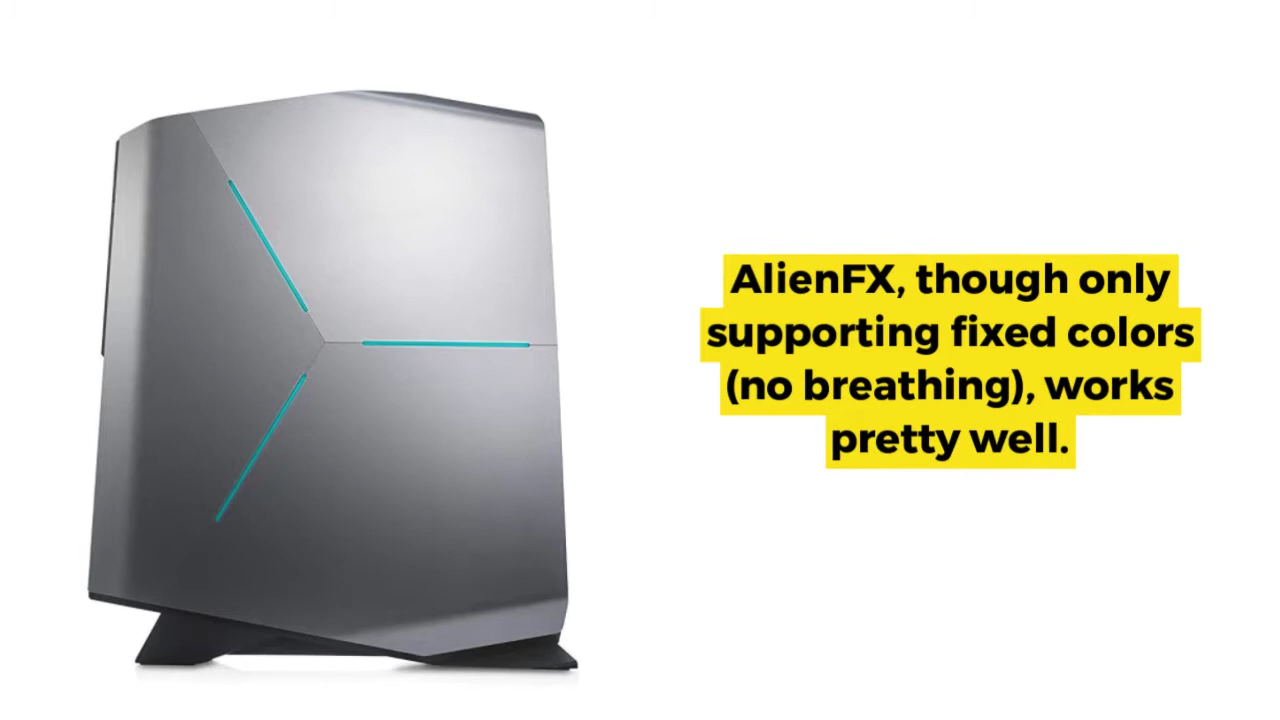 AlienFX, though only
supporting fixed colors
(no breathing), works
pretty well.